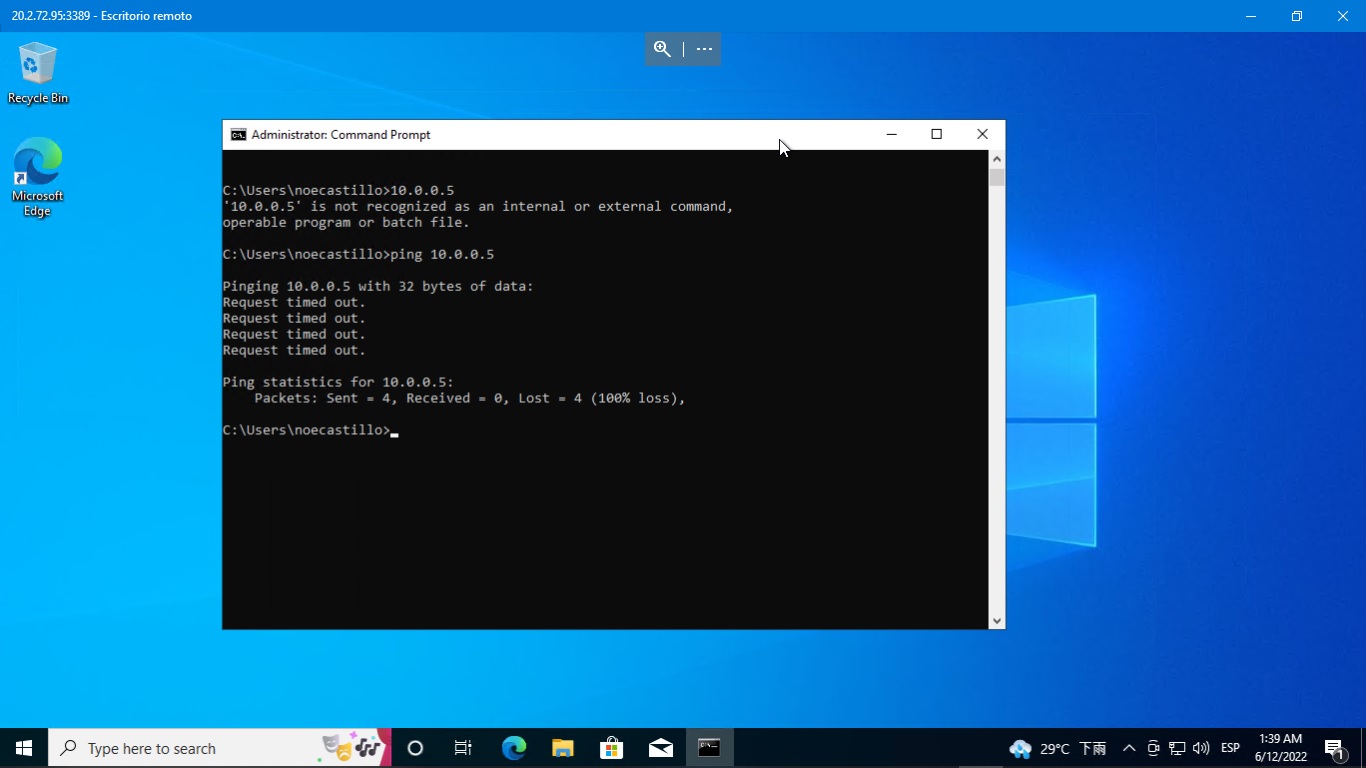 20.2.72.95:3389 - Escritorio remoto
Recycle Bin
Microsoft
Edge
Administrator: Command Prompt
C:\Users\noecastillo>10.0.0.5
'10.0.0.5' is not recognized as an internal or external command,
operable program or batch file.
C:\Users\noecastillo>ping 10.0.0.5
Pinging 10.0.0.5 with 32 bytes of data:
Request timed out.
Request timed out.
Request timed out.
Request timed out.
Ping statistics for 10.0.0.5:
    Packets: Sent = 4, Received = 0, Lost = 4 (100% loss),
C:\Users\noecastillo>
Type here to search
29°C 下雨
ESP
1:39 AM
6/12/2022
1